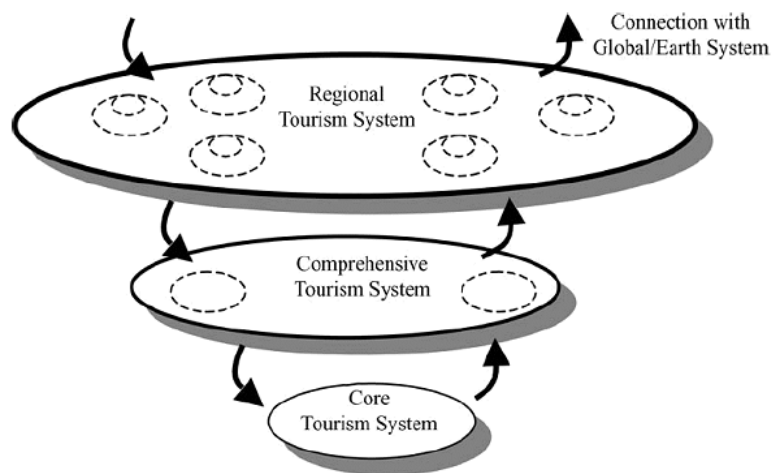 Connection with
Global/Earth System
Regional
Tourism System
Comprehensive
Tourism System
Core
Tourism System